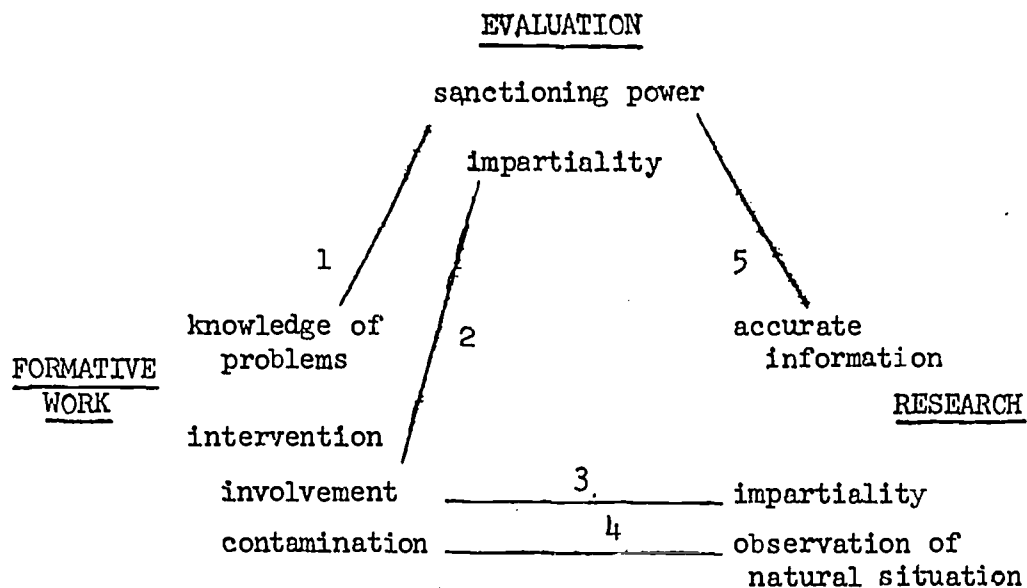 EVALUATION
sanctioning power
impartiality
1
5
knowledge of
problems
2
accurate
information
FORMATIVE
WORK
RESEARCH
intervention
involvement
3.
impartiality
contamination
4
observation of
natural situation